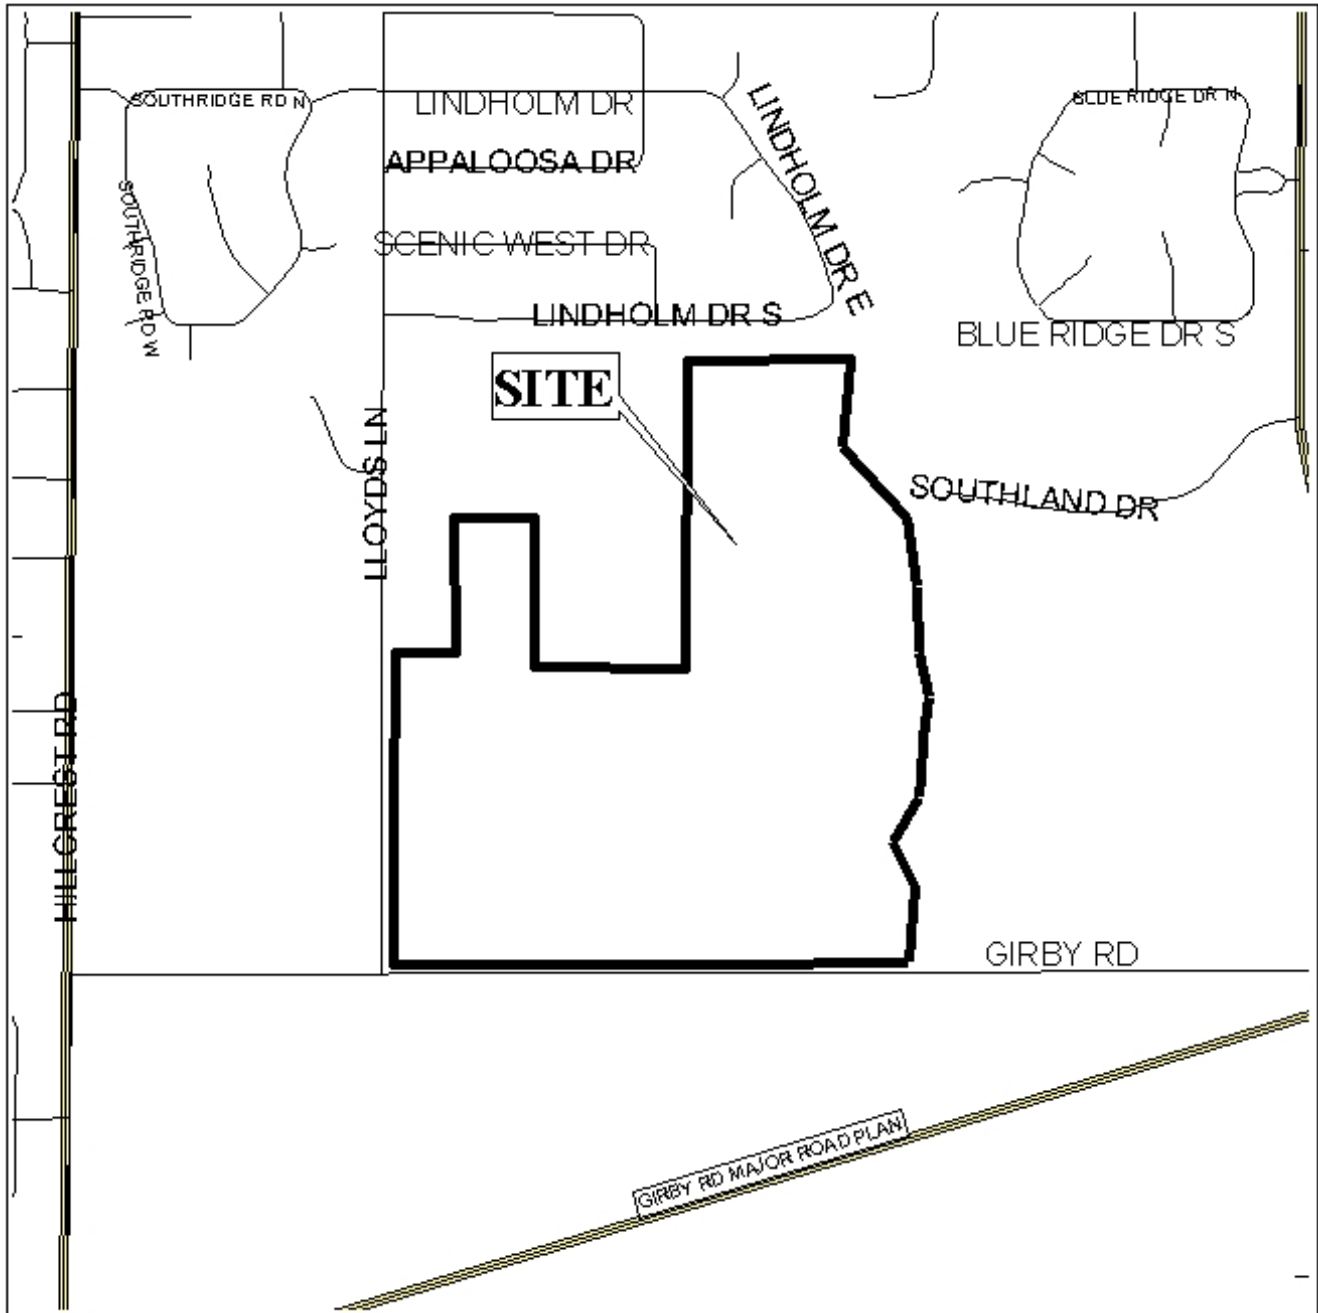 SOUTHRIDGE RD N
LINDHOLM DR
LINDHOLM DR E
BLUE RIDGE DR N
APPALOOSA DR
SOUTHRIDGE RD W
SCENIC WEST DR
LINDHOLM DR S
BLUE RIDGE DR S
SITE
LLOYDS LN
SOUTHLAND DR
HILLCREST RD
GIRBY RD
GIRBY RD MAJOR ROAD PLAN